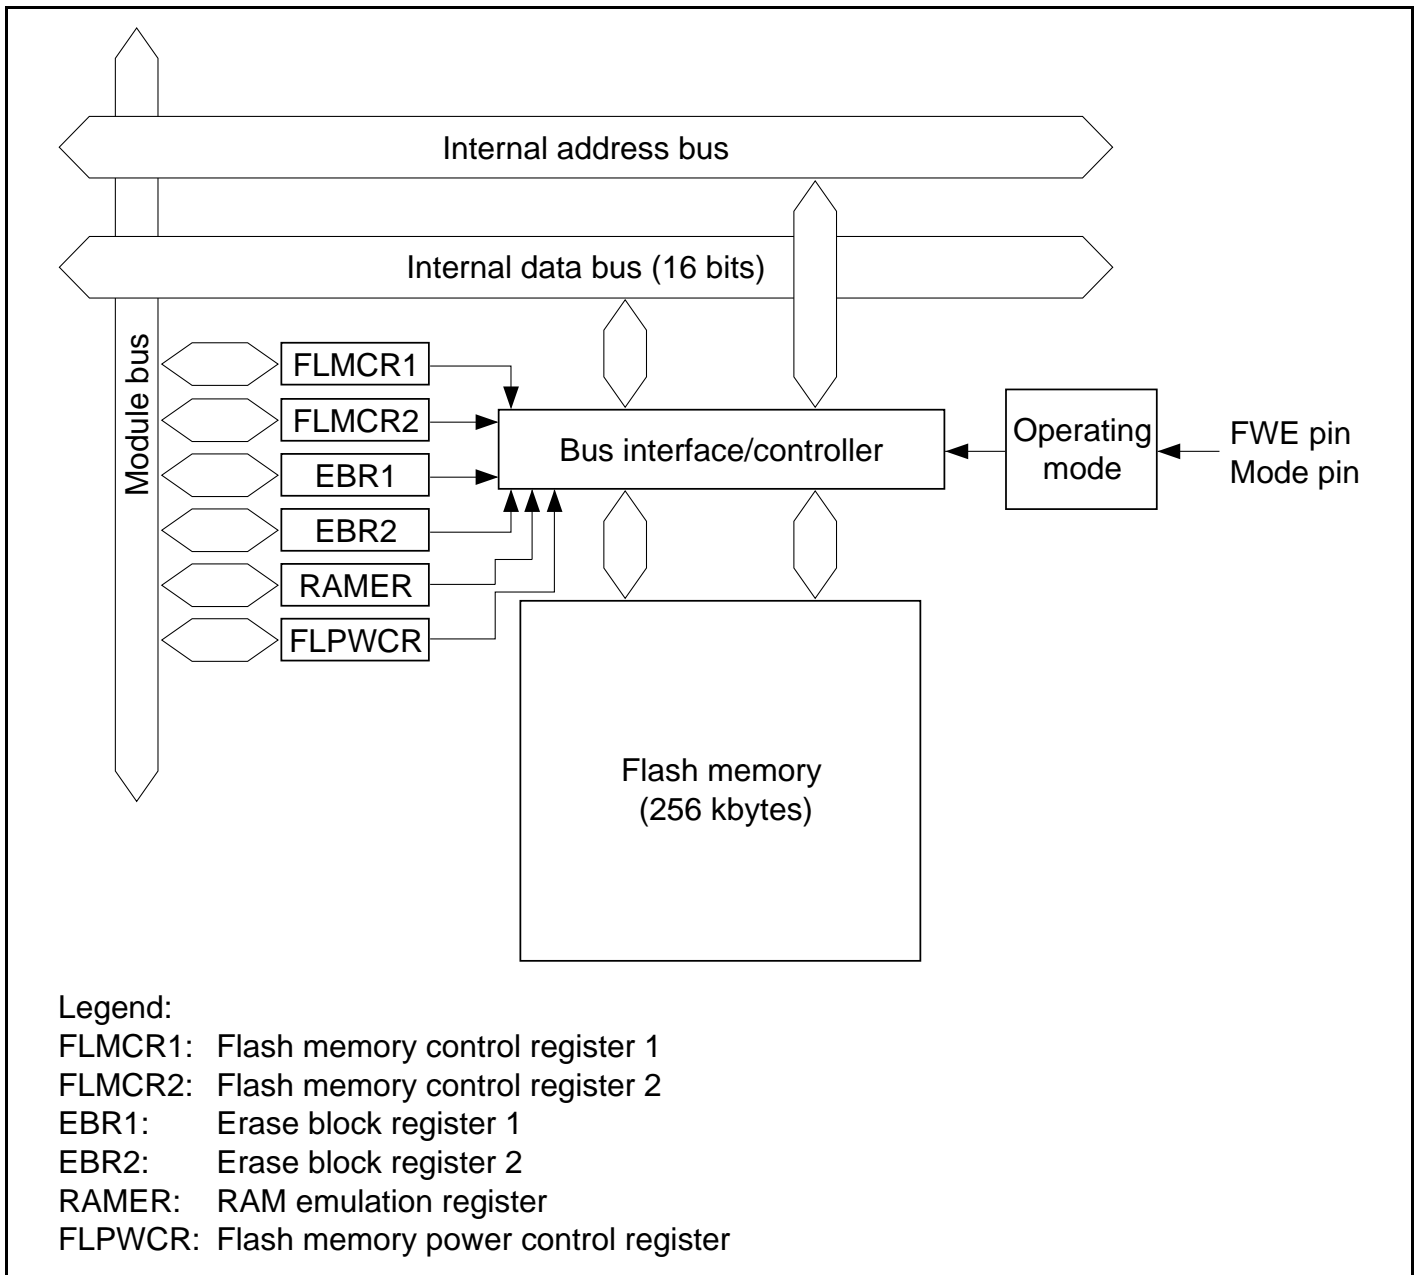 Internal address bus
Internal data bus (16 bits)
Module bus
FLMCR1
FLMCR2
EBR1
EBR2
RAMER
FLPWCR
Bus interface/controller
Operating
mode
FWE pin
Mode pin
Flash memory
(256 kbytes)
Legend:
FLMCR1: Flash memory control register 1
FLMCR2: Flash memory control register 2
EBR1: Erase block register 1
EBR2: Erase block register 2
RAMER: RAM emulation register
FLPWCR: Flash memory power control register